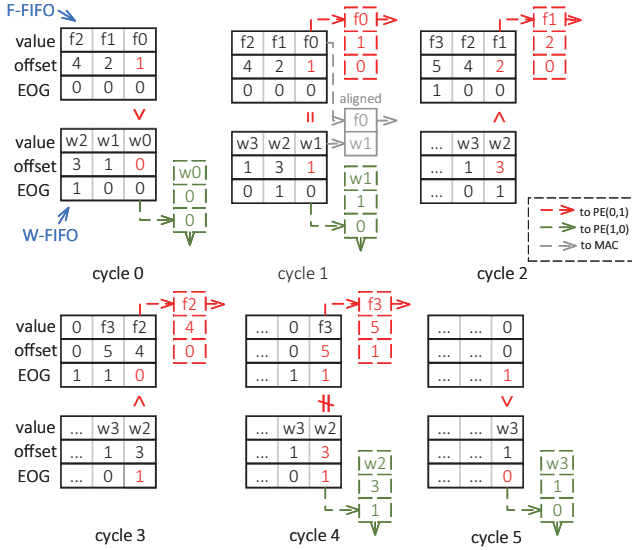 F-FIFO
value f2 f1 f0
offset 4 2 1
EOG 0 0 0
>
value w2 w1 w0
offset 3 1 0
EOG 1 0 0
W-FIFO
w0
0
0
cycle 0
f0
1
0
f2 f1 f0
4 2 1
0 0 0
=
aligned
f0
w1
w3 w2 w1
1 3 1
0 1 0
w1
1
0
cycle 1
f1
2
0
value f3 f2 f1
offset 5 4 2
EOG 1 0 0
<
value ... w3 w2
offset ... 1 3
EOG ... 0 1
cycle 2
to PE(0,1)
to PE(1,0)
to MAC
f2
4
0
value 0 f3 f2
offset 0 5 4
EOG 1 1 0
<
value ... w3 w2
offset ... 1 3
EOG ... 0 1
cycle 3
f3
5
1
... 0 f3
... 0 5
... 1 1
≠
... w3 w2
... 1 3
... 0 1
w2
3
1
cycle 4
... ... 0
... ... 0
... ... 1
>
... ... w3
... ... 1
... ... 0
w3
1
0
cycle 5